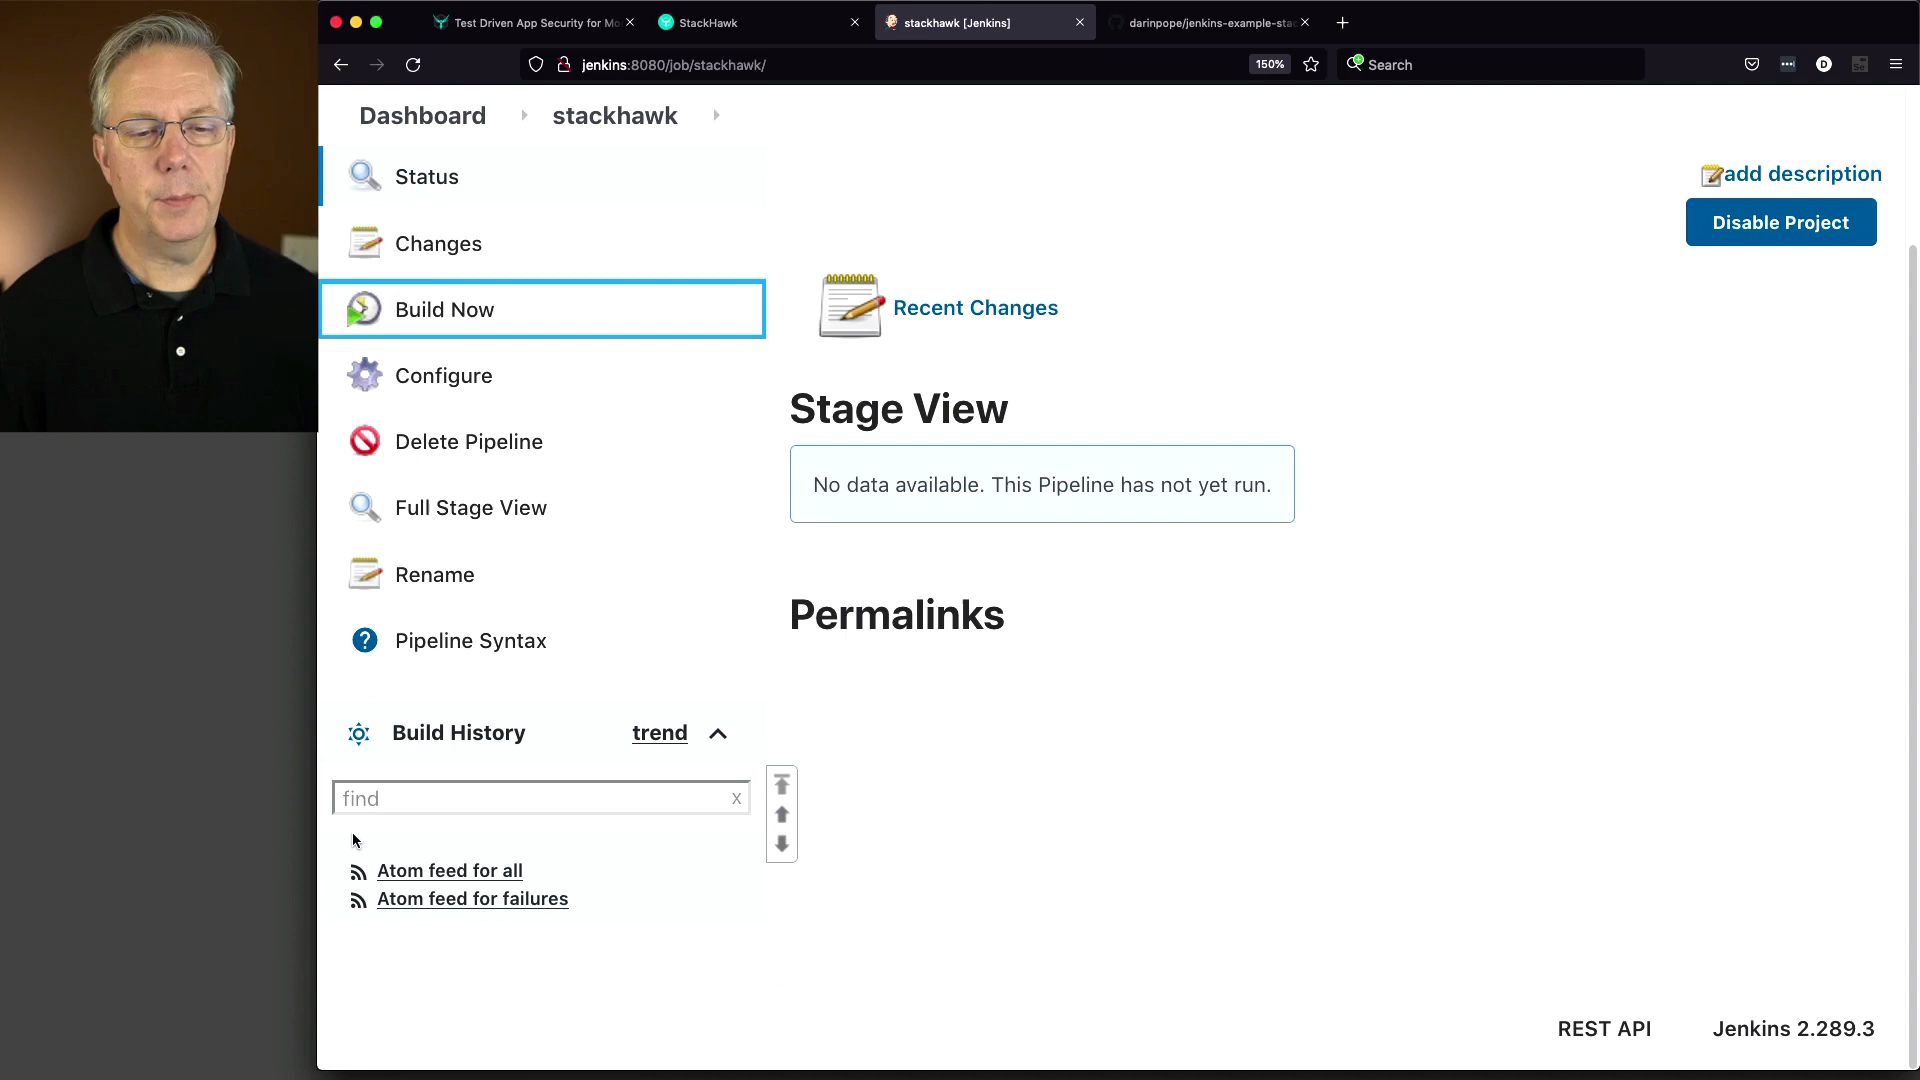 Test Driven App Security for Mo
StackHawk
stackhawk [Jenkins]
darinpope/jenkins-example-stac
jenkins:8080/job/stackhawk/
150%
Search
D
Dashboard
stackhawk
Status
Changes
Build Now
Configure
Delete Pipeline
Full Stage View
Rename
Pipeline Syntax
Build History
trend
find
x
Atom feed for all
Atom feed for failures
add description
Disable Project
Recent Changes
Stage View
No data available. This Pipeline has not yet run.
Permalinks
REST API
Jenkins 2.289.3